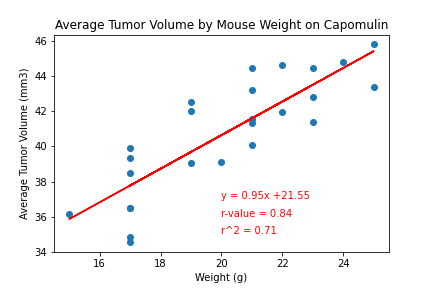 Average Tumor Volume by Mouse Weight on Capomulin
46
44
42
40
38
36
34
Average Tumor Volume (mm3)
y = 0.95x +21.55
r-value = 0.84
r^2 = 0.71
16 18 20 22 24
Weight (g)